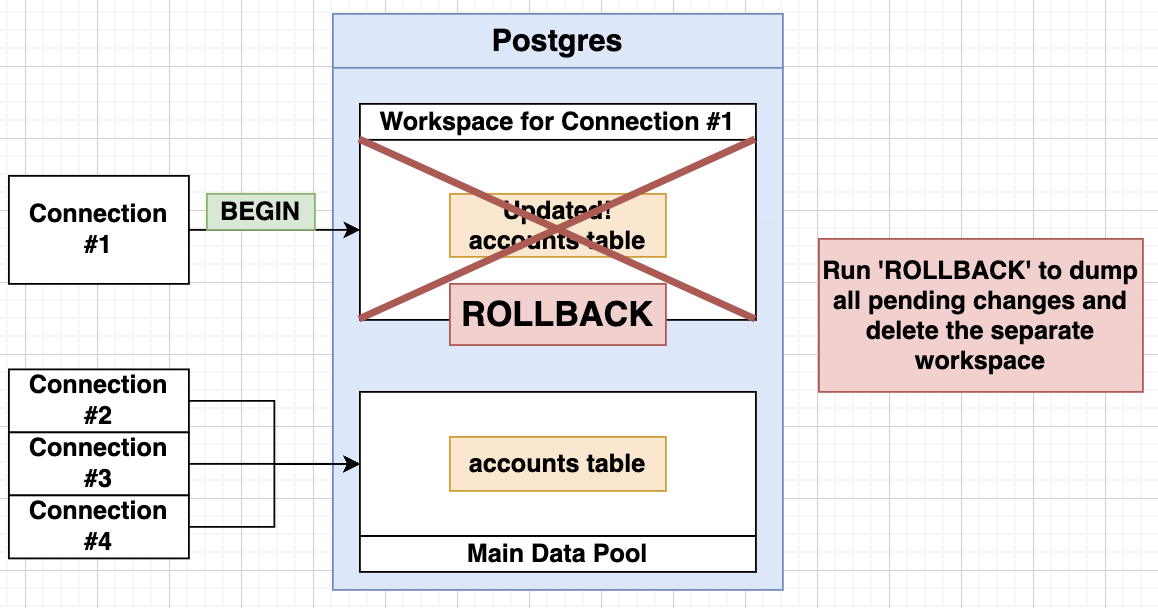 Postgres
Workspace for Connection #1
Connection
#1
BEGIN
Updated!
accounts table
ROLLBACK
Run 'ROLLBACK' to dump
all pending changes and
delete the separate
workspace
Connection
#2
Connection
#3
Connection
#4
accounts table
Main Data Pool